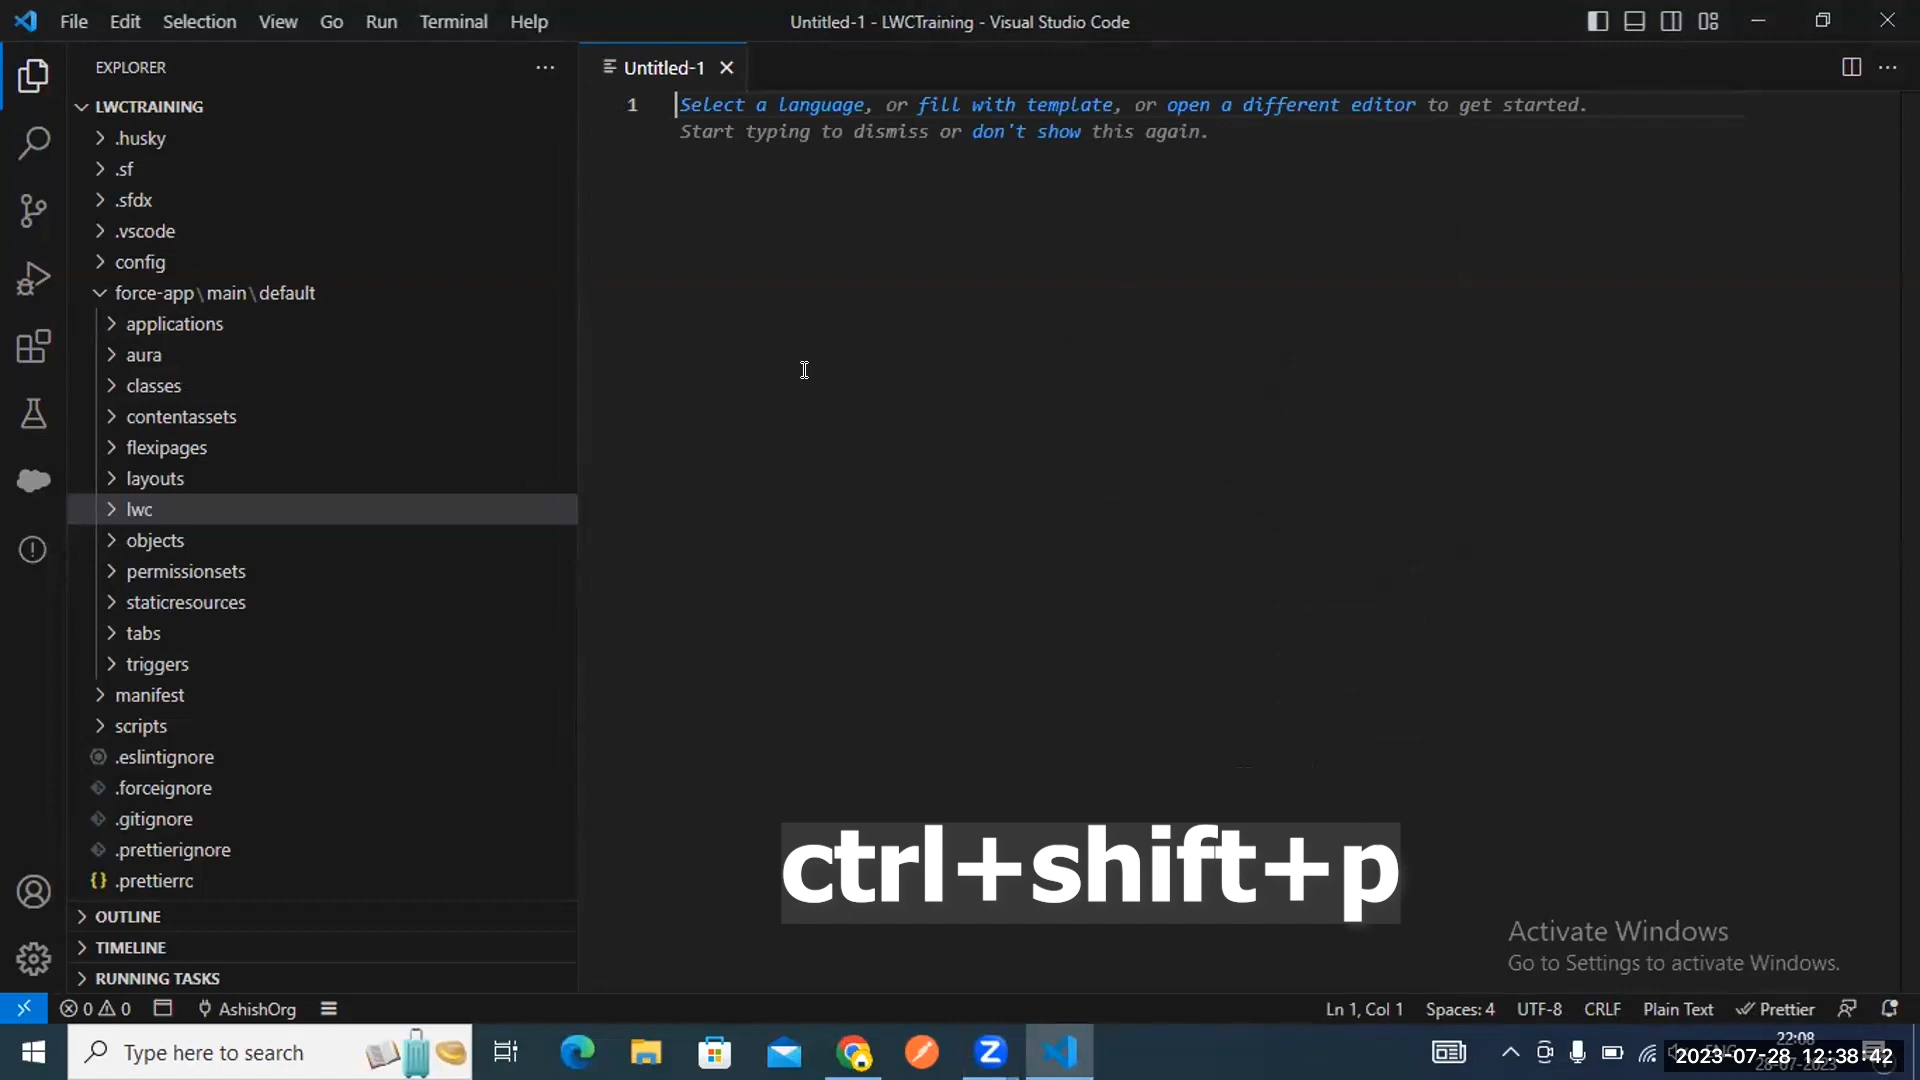 File Edit Selection View Go Run Terminal Help
Untitled-1 - LWCTraining - Visual Studio Code
EXPLORER
LWCTRAINING
.husky
.sf
.sfdx
.vscode
config
force-app\main\default
applications
aura
classes
contentassets
flexipages
layouts
lwc
objects
permissionsets
staticresources
tabs
triggers
manifest
scripts
.eslintignore
.forceignore
.gitignore
.prettierignore
.prettierrc
OUTLINE
TIMELINE
RUNNING TASKS
Untitled-1
1 Select a language, or fill with template, or open a different editor to get started.
Start typing to dismiss or don't show this again.
ctrl+shift+p
Activate Windows
Go to Settings to activate Windows.
0 0 AshishOrg Ln 1, Col 1 Spaces: 4 UTF-8 CRLF Plain Text Prettier
Type here to search
22:08
2023-07-28 12:38:42